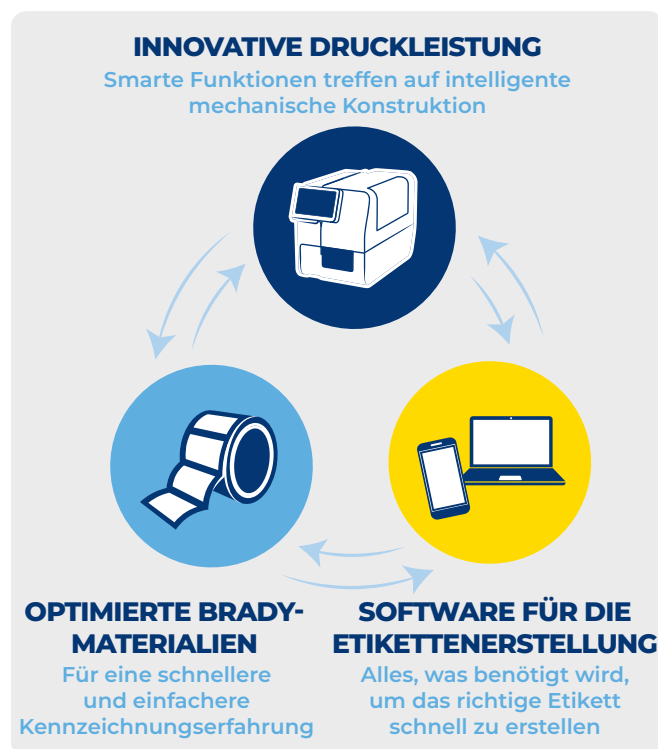 INNOVATIVE DRUCKLEISTUNG
Smarte Funktionen treffen auf intelligente
mechanische Konstruktion
OPTIMIERTE BRADY-
MATERIALIEN
Für eine schnellere
und einfachere
Kennzeichnungserfahrung
SOFTWARE FÜR DIE
ETIKETTENERSTELLUNG
Alles, was benötigt wird,
um das richtige Etikett
schnell zu erstellen